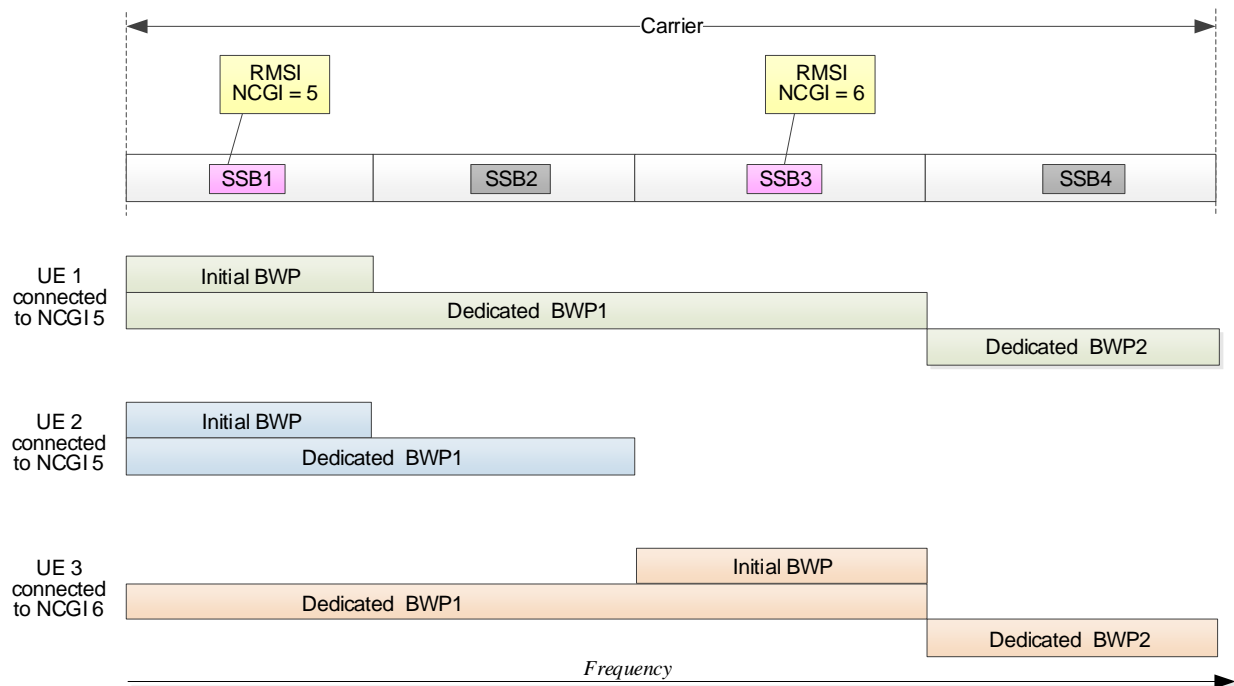 Carrier
RMSI
NCGI = 5
RMSI
NCGI = 6
SSB1
SSB2
SSB3
SSB4
UE 1
connected
to NCGI 5
Initial BWP
Dedicated BWP1
Dedicated BWP2
UE 2
connected
to NCGI 5
Initial BWP
Dedicated BWP1
UE 3
connected
to NCGI 6
Initial BWP
Dedicated BWP1
Dedicated BWP2
Frequency